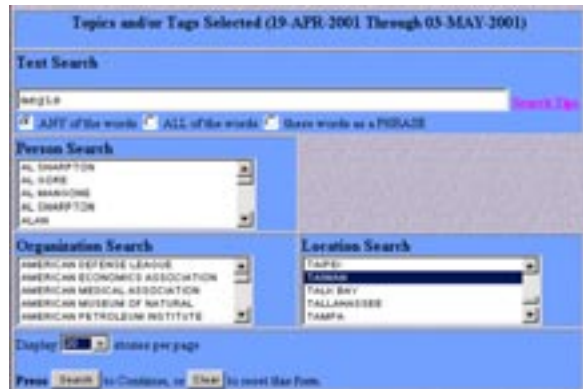 Topics and/or Tags Selected (19-APR-2001 Through 03-MAY-2001)
Text Search
aegis
Search Tips
ANY of the words ALL of the words these words as a PHRASE
Person Search
AL SHARPTON
AL GORE
AL
AL SHARPTON
ALAN
Organization Search
AMERICAN DEFENSE LEAGUE
AMERICAN ECONOMICS ASSOCIATION
AMERICAN MEDICAL ASSOCIATION
AMERICAN MUSEUM OF NATURAL
AMERICAN PETROLEUM INSTITUTE
Location Search
TAIPEI
TAIWAN
TALK BAY
TALLAHASSEE
TAMPA
Display stories per page
Press Search to Continue, or Clear to reset this Form.